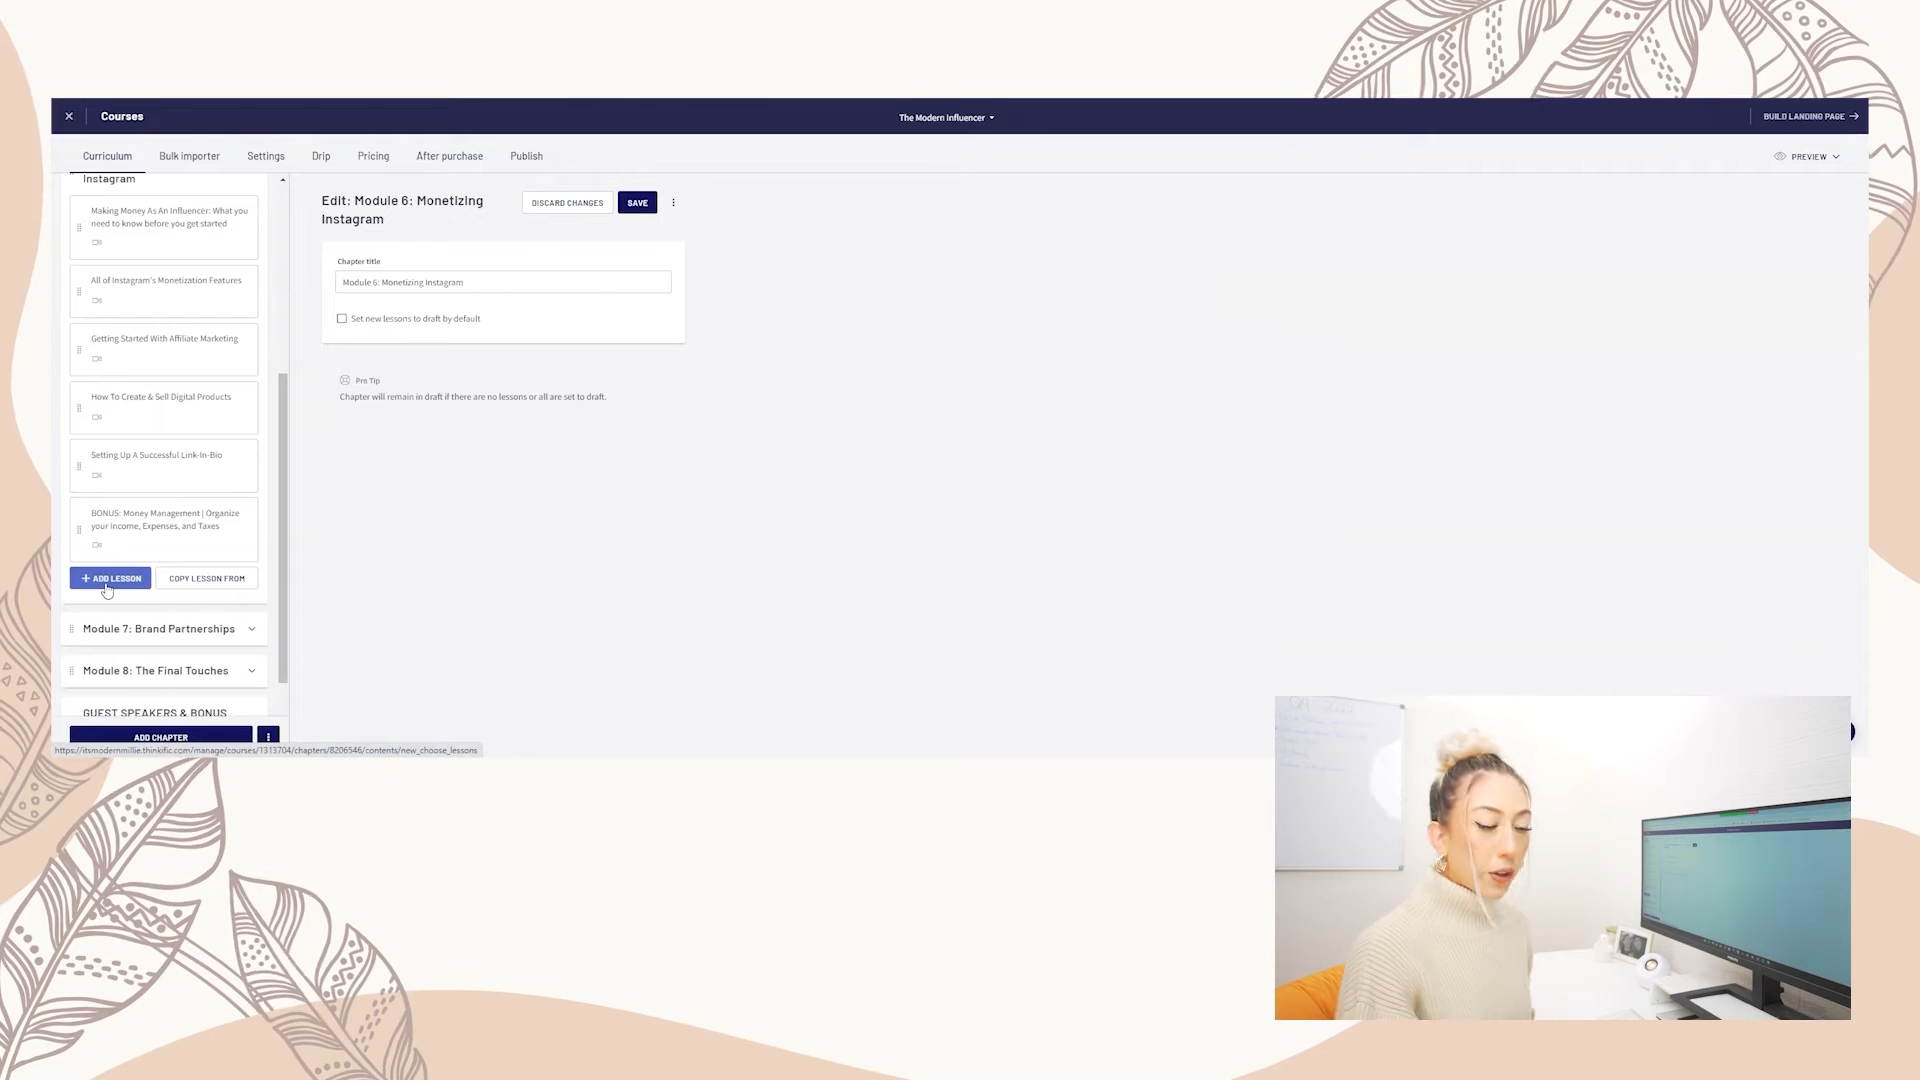 Courses
The Modern Influencer
BUILD LANDING PAGE
Curriculum
Bulk importer
Settings
Drip
Pricing
After purchase
Publish
PREVIEW
Instagram
Making Money As An Influencer: What you
need to know before you get started
All of Instagram's Monetization Features
Getting Started With Affiliate Marketing
How To Create & Sell Digital Products
Setting Up A Successful Link-In-Bio
BONUS: Money Management | Organize
your Income, Expenses, and Taxes
+ ADD LESSON
COPY LESSON FROM
Module 7: Brand Partnerships
Module 8: The Final Touches
GUEST SPEAKERS & BONUS
ADD CHAPTER
https://itsmodernmillie.thinkific.com/manage/courses/1313704/chapters/8206546/contents/new_choose_lessons
Edit: Module 6: Monetizing
Instagram
DISCARD CHANGES
SAVE
Chapter title
Module 6: Monetizing Instagram
Set new lessons to draft by default
Pro Tip
Chapter will remain in draft if there are no lessons or all are set to draft.